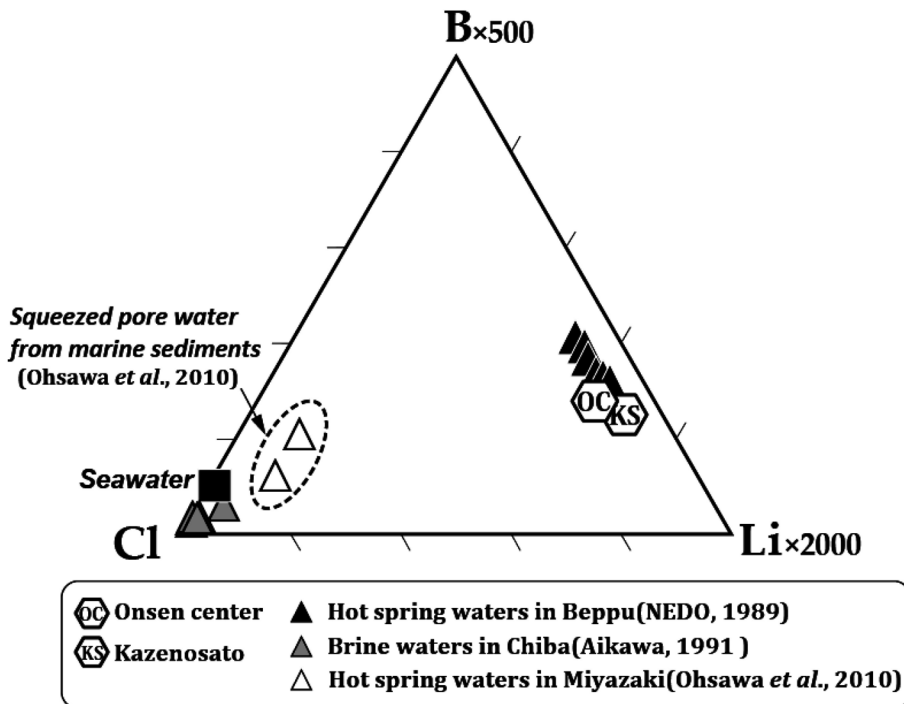 B×500
Squeezed pore water
from marine sediments
(Ohsawa et al., 2010)
OC
KS
Seawater
Cl
Li×2000
OC Onsen center
KS Kazenosato
Hot spring waters in Beppu(NEDO, 1989)
Brine waters in Chiba(Aikawa, 1991 )
Hot spring waters in Miyazaki(Ohsawa et al., 2010)